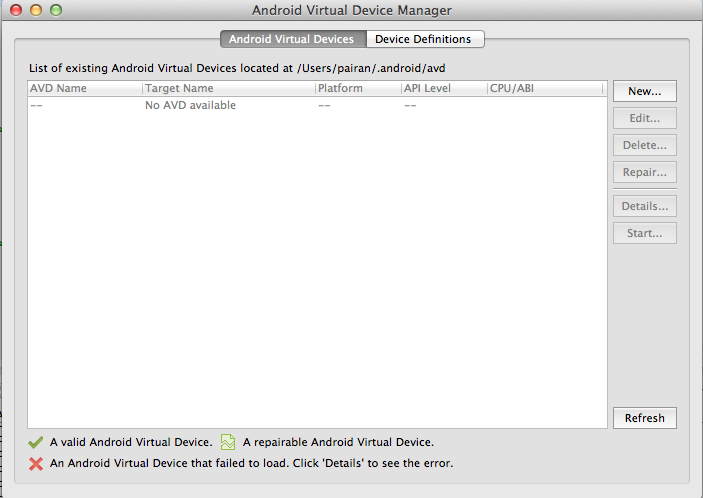 Android Virtual Device Manager
Android Virtual Devices Device Definitions
List of existing Android Virtual Devices located at /Users/pairan/.android/avd
AVD Name Target Name Platform API Level CPU/ABI
-- No AVD available -- --
New...
Edit...
Delete...
Repair...
Details...
Start...
Refresh
A valid Android Virtual Device. A repairable Android Virtual Device.
An Android Virtual Device that failed to load. Click 'Details' to see the error.